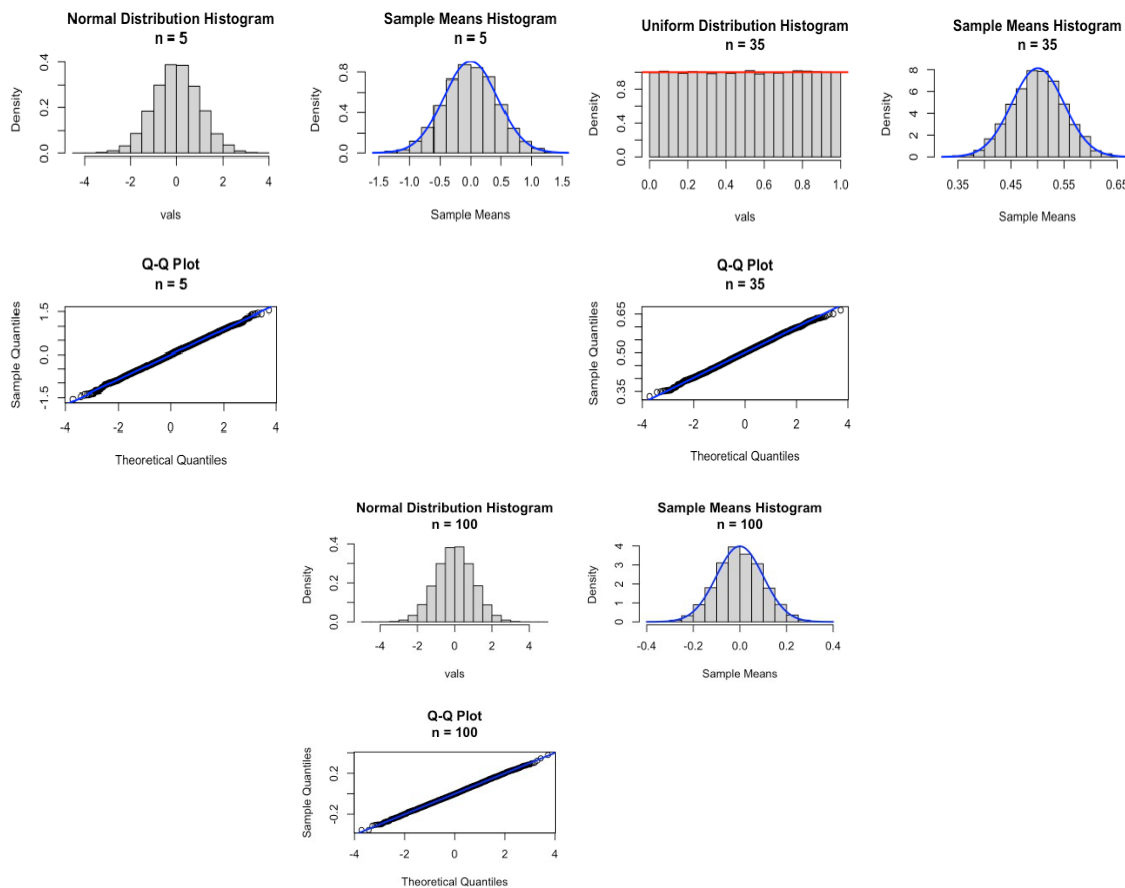 Normal Distribution Histogram
n = 5
Density
0.0 0.2 0.4
-4 -2 0 2 4
vals
Sample Means Histogram
n = 5
Density
0.0 0.4 0.8
-1.5 -1.0 -0.5 0.0 0.5 1.0 1.5
Sample Means
Uniform Distribution Histogram
n = 35
Density
0.0 0.4 0.8
0.0 0.2 0.4 0.6 0.8 1.0
vals
Sample Means Histogram
n = 35
Density
0 2 4 6 8
0.35 0.45 0.55 0.65
Sample Means
Q-Q Plot
n = 5
Sample Quantiles
-1.5 0.0 1.5
-4 -2 0 2 4
Theoretical Quantiles
Q-Q Plot
n = 35
Sample Quantiles
0.35 0.50 0.65
-4 -2 0 2 4
Theoretical Quantiles
Normal Distribution Histogram
n = 100
Density
0.0 0.2 0.4
-4 -2 0 2 4
vals
Sample Means Histogram
n = 100
Density
0 1 2 3 4
-0.4 -0.2 0.0 0.2 0.4
Sample Means
Q-Q Plot
n = 100
Sample Quantiles
-0.2 0.2
-4 -2 0 2 4
Theoretical Quantiles